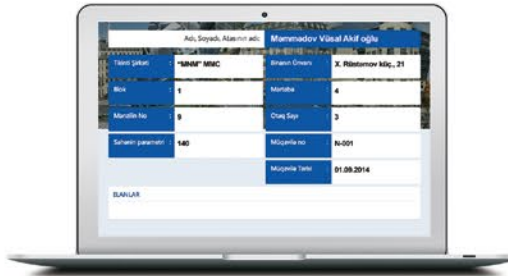 Adı, Soyadı, Atasının adı: Məmmədov Vüsal Akif oğlu
Tikinti Şirkəti : "MNM" MMC Binanın Ünvanı : X. Rüstəmov küç., 21
Blok : 1 Mərtəbə : 4
Mənzilin No : 9 Otaq Sayı : 3
Sahənin parametri : 140 Müqavilə no : N-001
Müqavilə Tarixi : 01.09.2014
ELANLAR